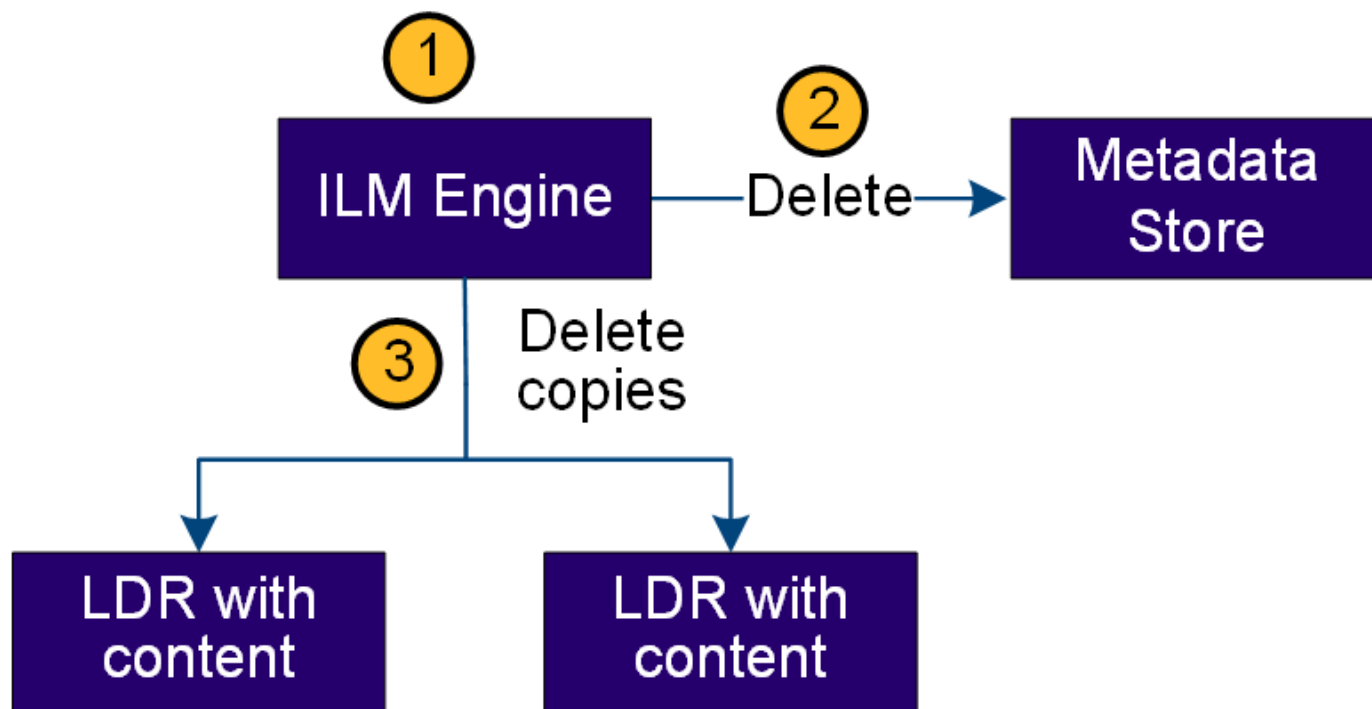 1
2
ILM Engine
Delete
Metadata
Store
3
Delete
copies
LDR with
content
LDR with
content